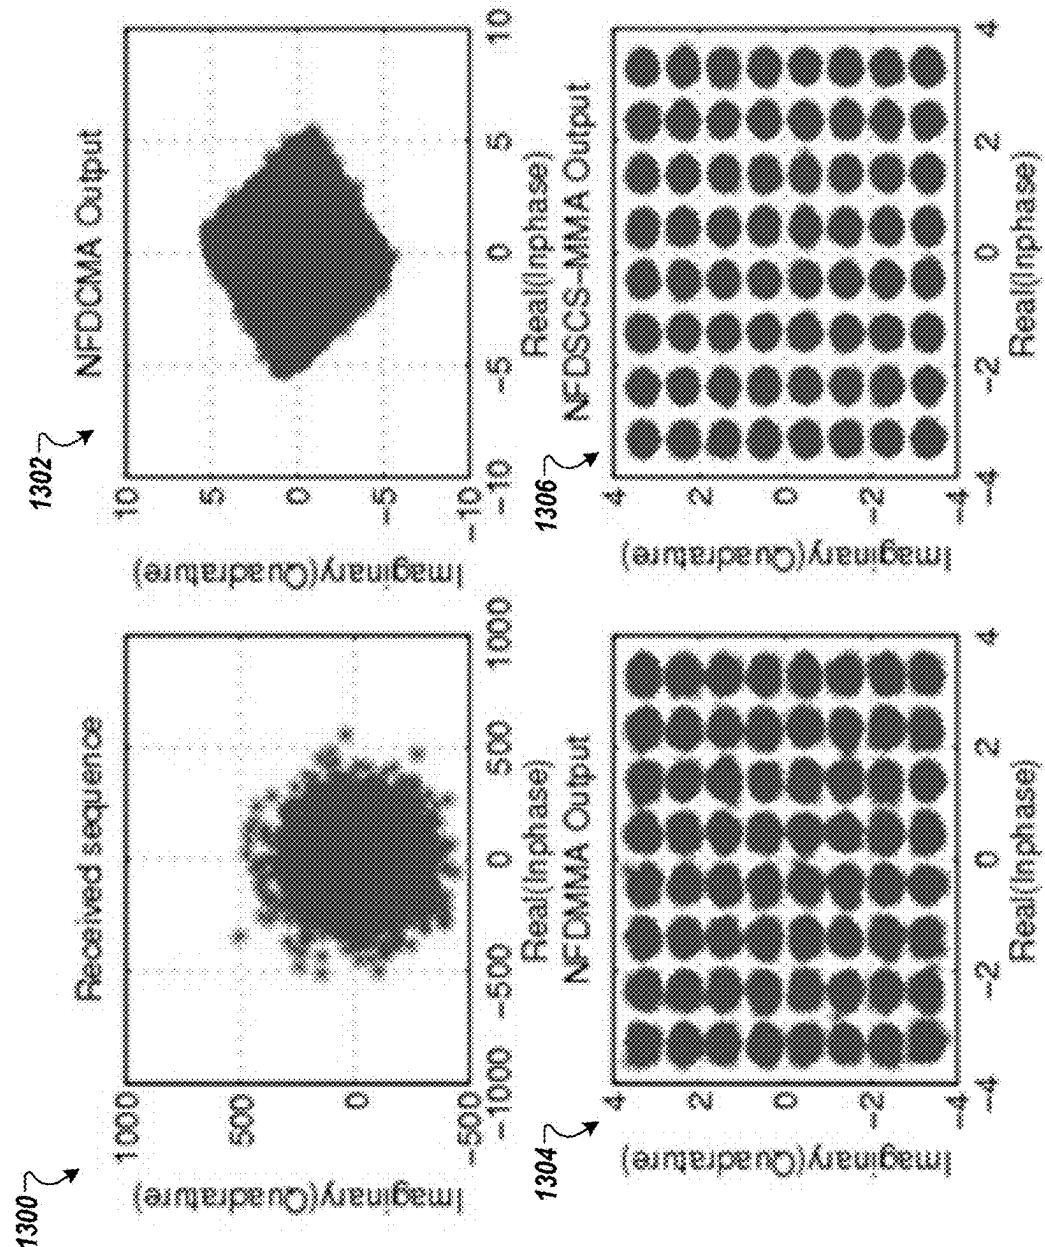 1300
Received sequence
Imaginary(Quadrature)
1000
500
0
−500
−1000 −500 0 500 1000
Real(Inphase)
1302
NFDCMA Output
Imaginary(Quadrature)
10
5
0
−5
−10
−10 −5 0 5 10
Real(Inphase)
1304
NFDMMA Output
Imaginary(Quadrature)
4
2
0
−2
−4
−4 −2 0 2 4
Real(Inphase)
1306
NFDSCS−MMA Output
Imaginary(Quadrature)
4
2
0
−2
−4
−4 −2 0 2 4
Real(Inphase)